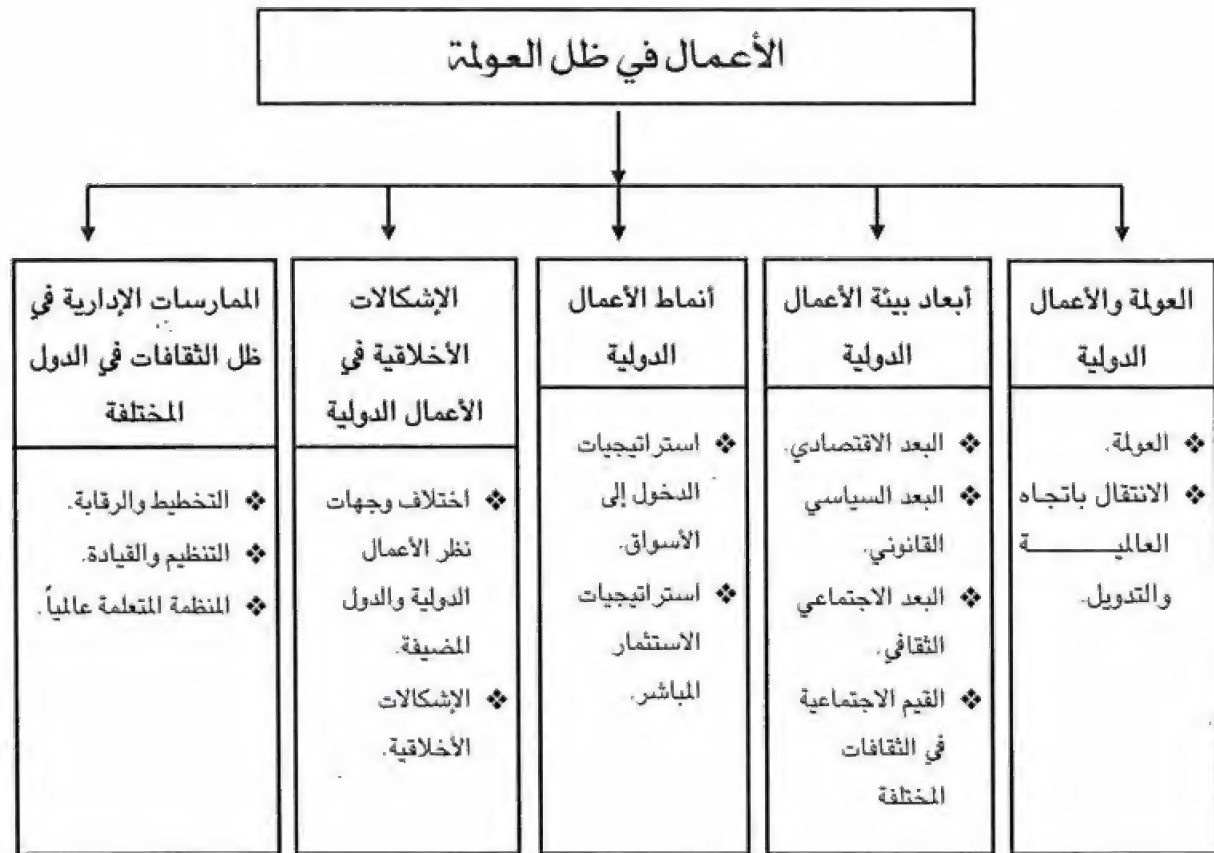 الأعمال في ظل العولمة
العولمة والأعمال
الدولية
❖ العولمة.
❖ الانتقال باتجاه
العالميـــــــة
والتدويل.
أبعاد بيئة الأعمال
الدولية
❖ البعد الاقتصادي.
❖ البعد السياسي
القانوني.
❖ البعد الاجتماعي
الثقافي.
❖ القيم الاجتماعية
في الثقافات
المختلفة
أنماط الأعمال
الدولية
❖ استراتيجيات
الدخول إلى
الأسواق.
❖ استراتيجيات
الاستثمار
المباشر.
الإشكالات
الأخلاقية في
الأعمال الدولية
❖ اختلاف وجهات
نظر الأعمال
الدولية والدول
المضيفة.
❖ الإشكالات
الأخلاقية.
الممارسات الإدارية في
ظل الثقافات في الدول
المختلفة
❖ التخطيط والرقابة.
❖ التنظيم والقيادة.
❖ المنظمة المتعلمة عالمياً.